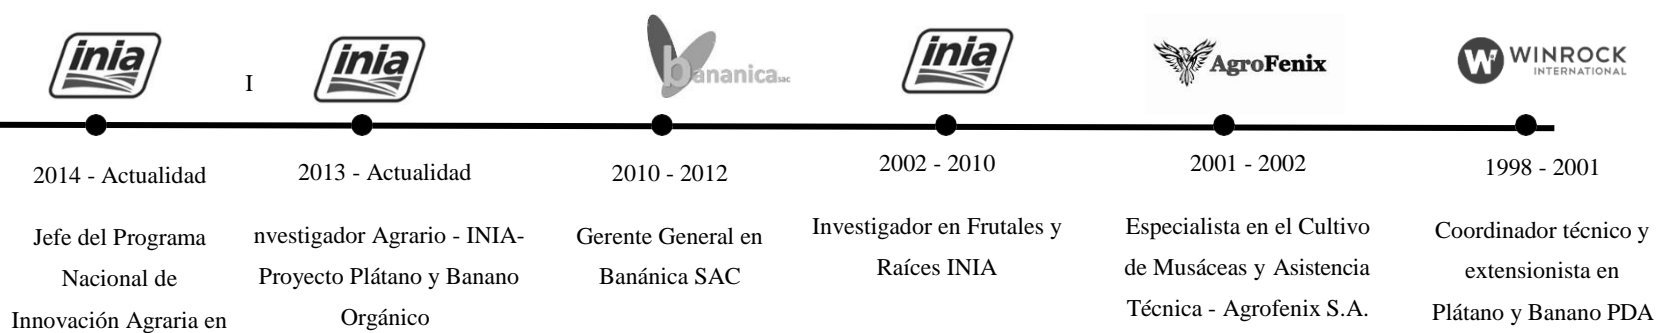 inia
I
inia
bananica sac
inia
AgroFenix
WINROCK
INTERNATIONAL
2014 - Actualidad
2013 - Actualidad
2010 - 2012
2002 - 2010
2001 - 2002
1998 - 2001
Jefe del Programa
Nacional de
Innovación Agraria en
nvestigador Agrario - INIA-
Proyecto Plátano y Banano
Orgánico
Gerente General en
Banánica SAC
Investigador en Frutales y
Raíces INIA
Especialista en el Cultivo
de Musáceas y Asistencia
Técnica - Agrofenix S.A.
Coordinador técnico y
extensionista en
Plátano y Banano PDA